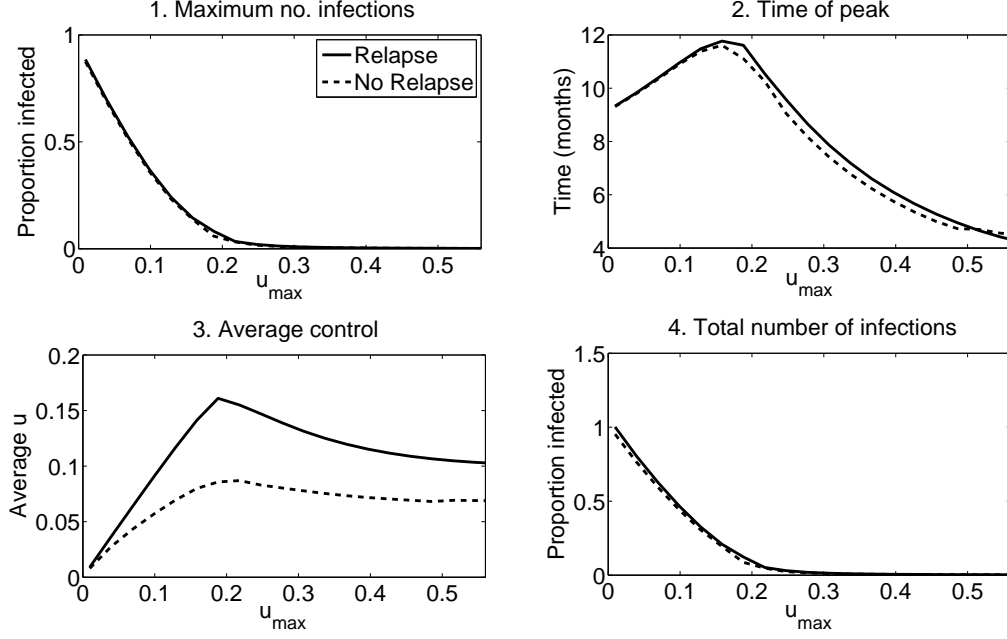 1. Maximum no. infections
Proportion infected
1
0.5
0
0 0.1 0.2 0.3 0.4 0.5
u_max
Relapse
No Relapse
2. Time of peak
Time (months)
12
10
8
6
4
0 0.1 0.2 0.3 0.4 0.5
u_max
3. Average control
Average u
0.2
0.15
0.1
0.05
0
0 0.1 0.2 0.3 0.4 0.5
u_max
4. Total number of infections
Proportion infected
1.5
1
0.5
0
0 0.1 0.2 0.3 0.4 0.5
u_max